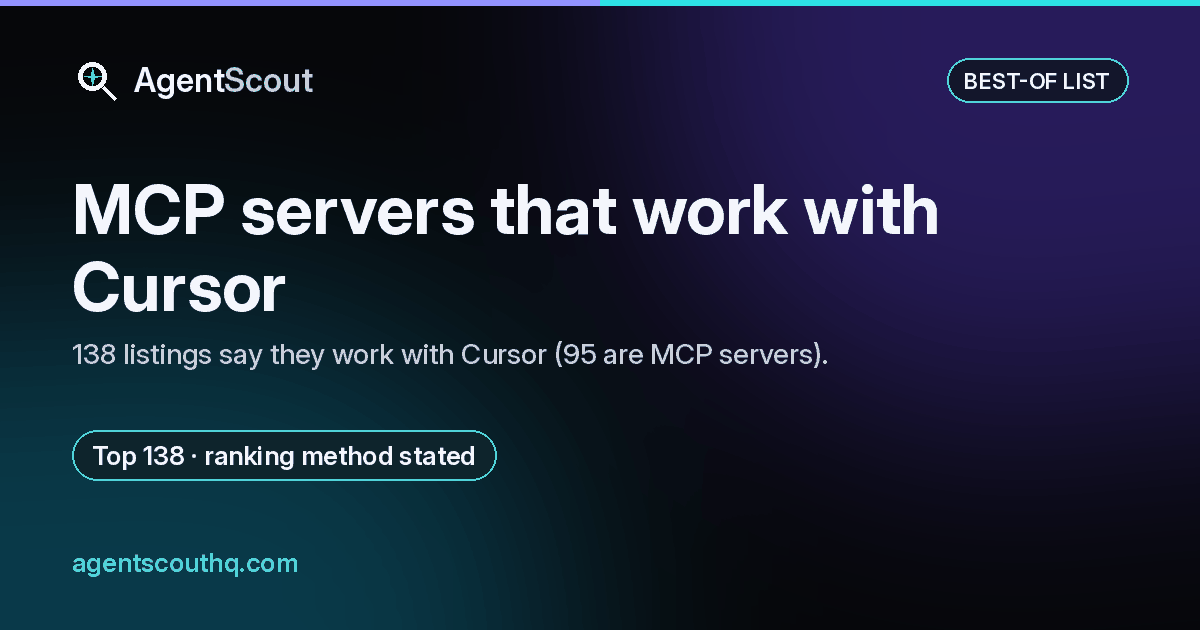 AgentScout
BEST-OF LIST
MCP servers that work with
Cursor
138 listings say they work with Cursor (95 are MCP servers).
Top 138 · ranking method stated
agentscouthq.com